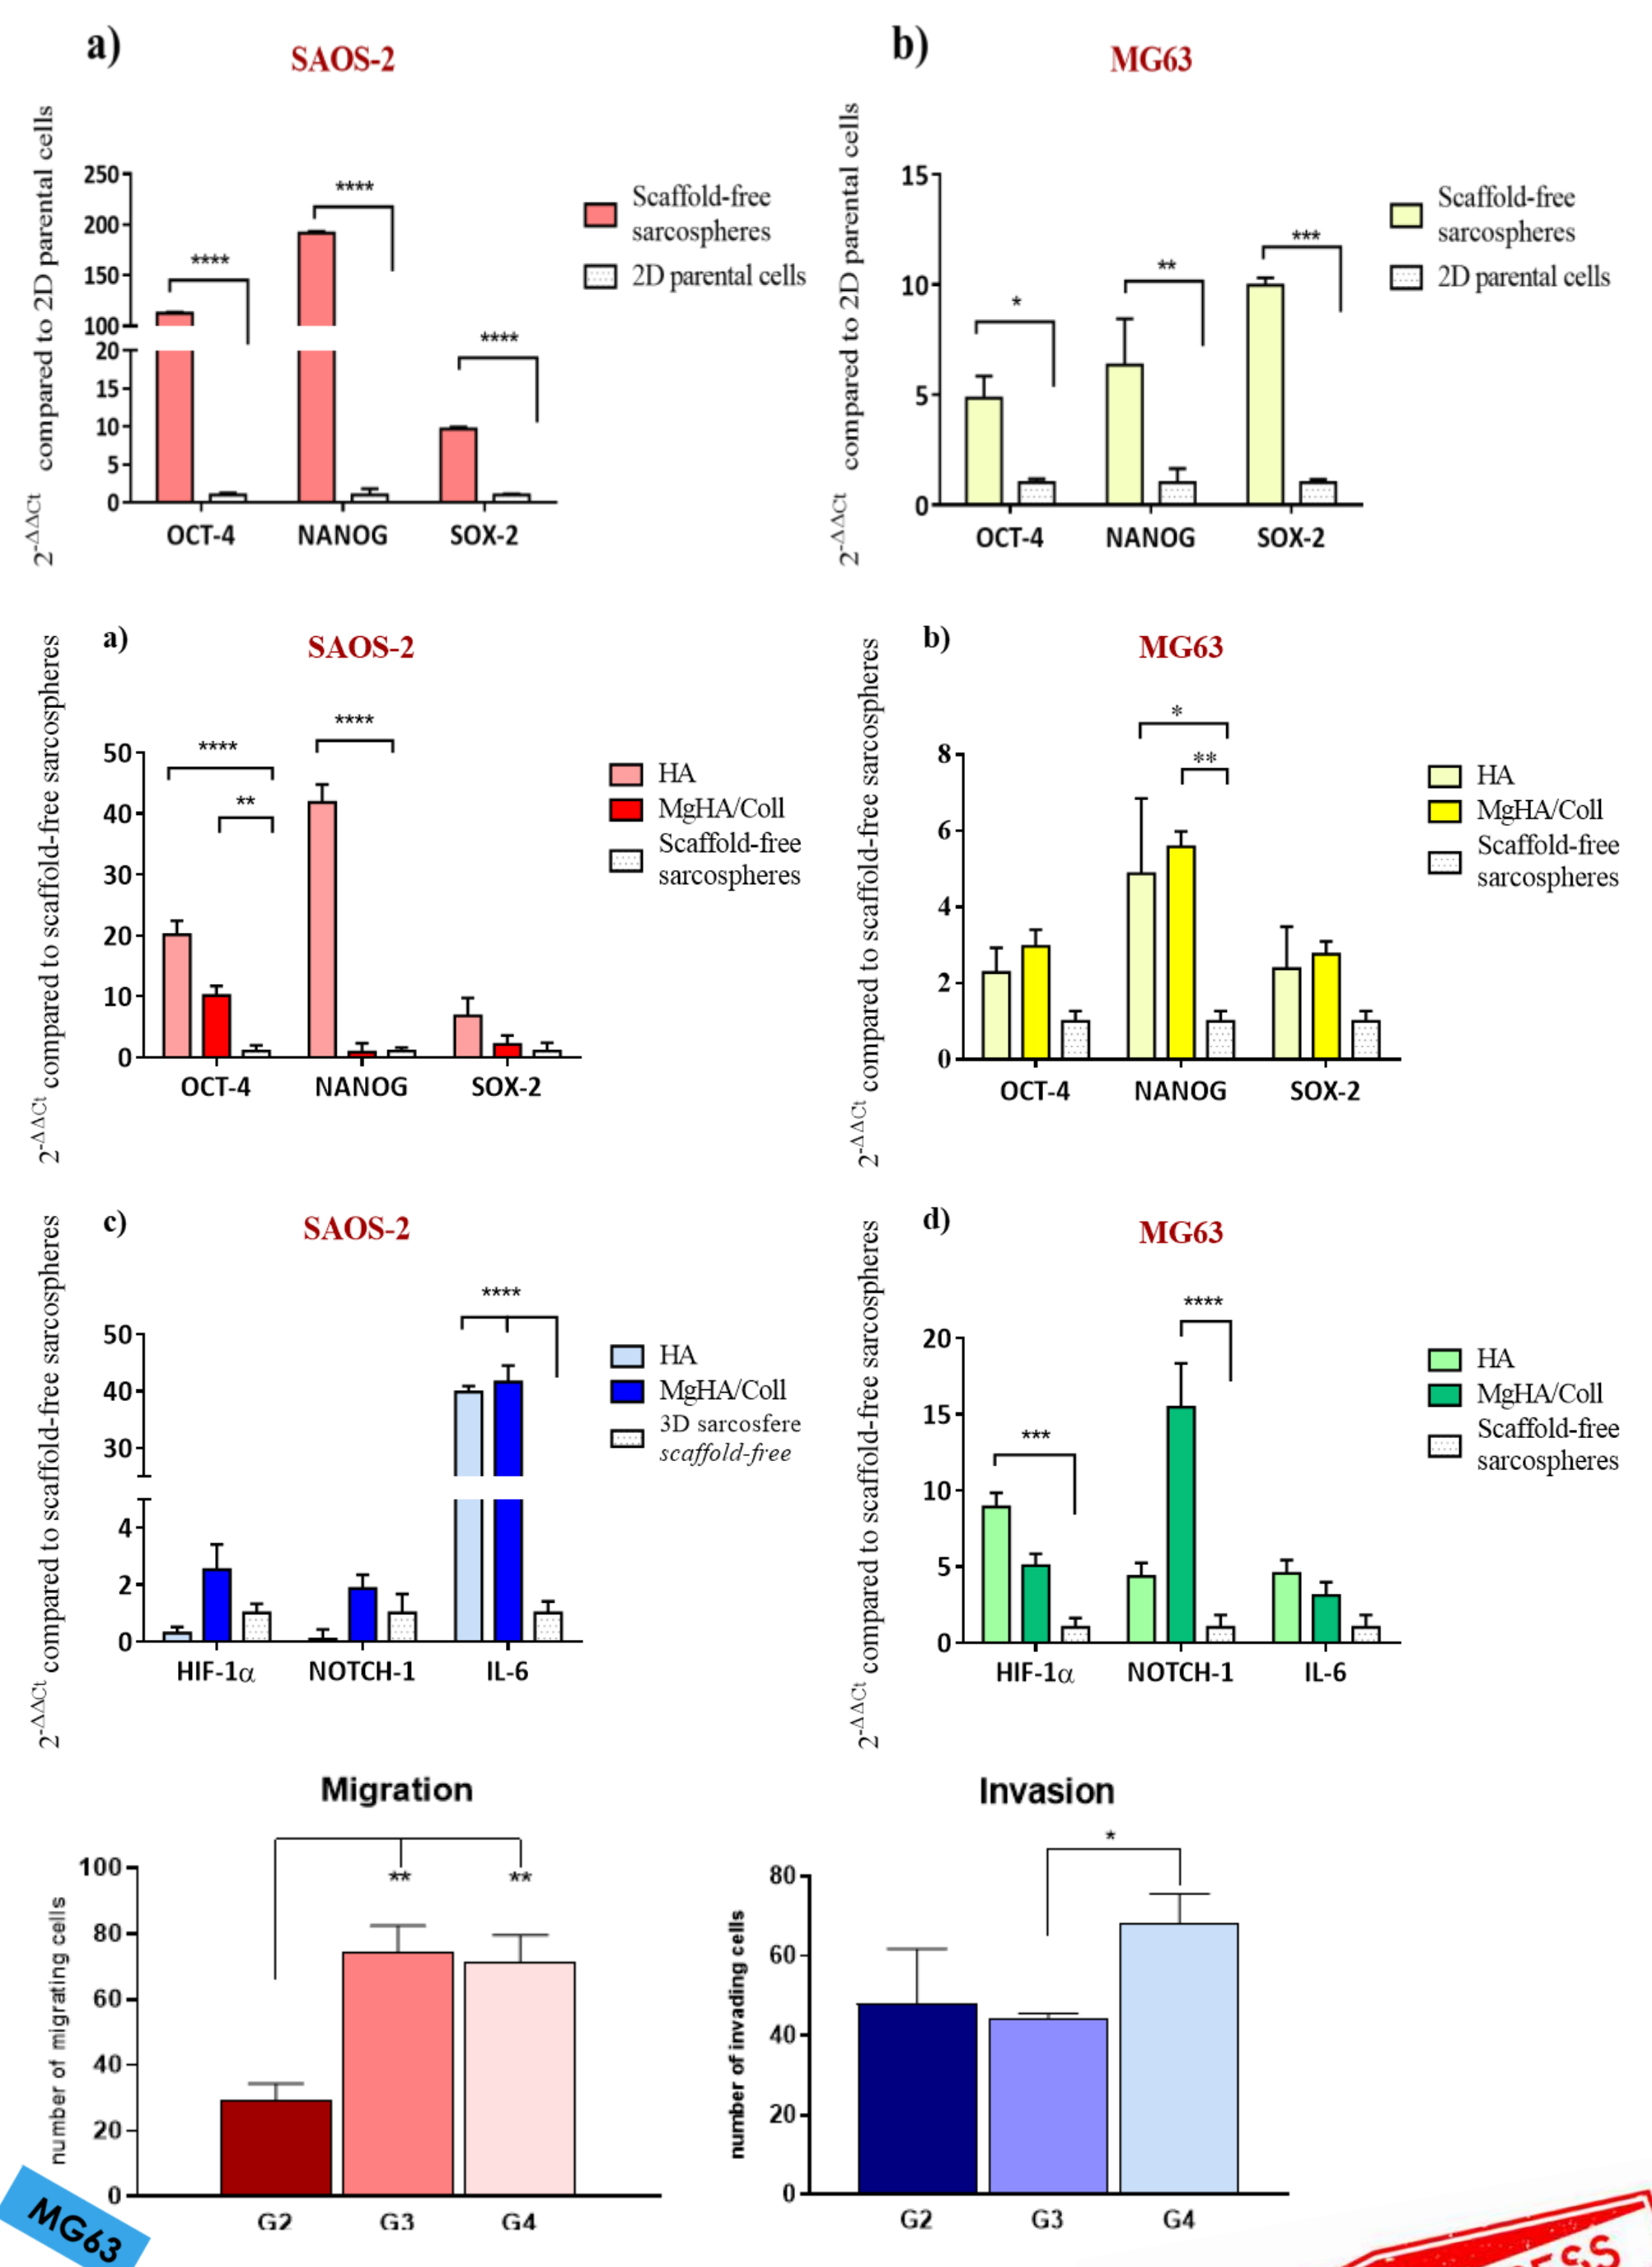 a)
SAOS-2
2-ΔΔCt compared to 2D parental cells
250
200
150
100
20
15
10
5
0
****
****
****
OCT-4 NANOG SOX-2
Scaffold-free
sarcospheres
2D parental cells
b)
MG63
2-ΔΔCt compared to 2D parental cells
15
10
5
0
*
**
***
OCT-4 NANOG SOX-2
Scaffold-free
sarcospheres
2D parental cells
a)
SAOS-2
2-ΔΔCt compared to scaffold-free sarcospheres
50
40
30
20
10
0
****
**
****
OCT-4 NANOG SOX-2
HA
MgHA/Coll
Scaffold-free
sarcospheres
b)
MG63
2-ΔΔCt compared to scaffold-free sarcospheres
8
6
4
2
0
*
**
OCT-4 NANOG SOX-2
HA
MgHA/Coll
Scaffold-free
sarcospheres
c)
SAOS-2
2-ΔΔCt compared to scaffold-free sarcospheres
50
40
30
4
2
0
****
HIF-1α NOTCH-1 IL-6
HA
MgHA/Coll
3D sarcosfere
scaffold-free
d)
MG63
2-ΔΔCt compared to scaffold-free sarcospheres
20
15
10
5
0
***
****
HIF-1α NOTCH-1 IL-6
HA
MgHA/Coll
Scaffold-free
sarcospheres
Migration
number of migrating cells
100
80
60
40
20
0
** **
G2 G3 G4
Invasion
number of invading cells
80
60
40
20
0
*
G2 G3 G4
MG63